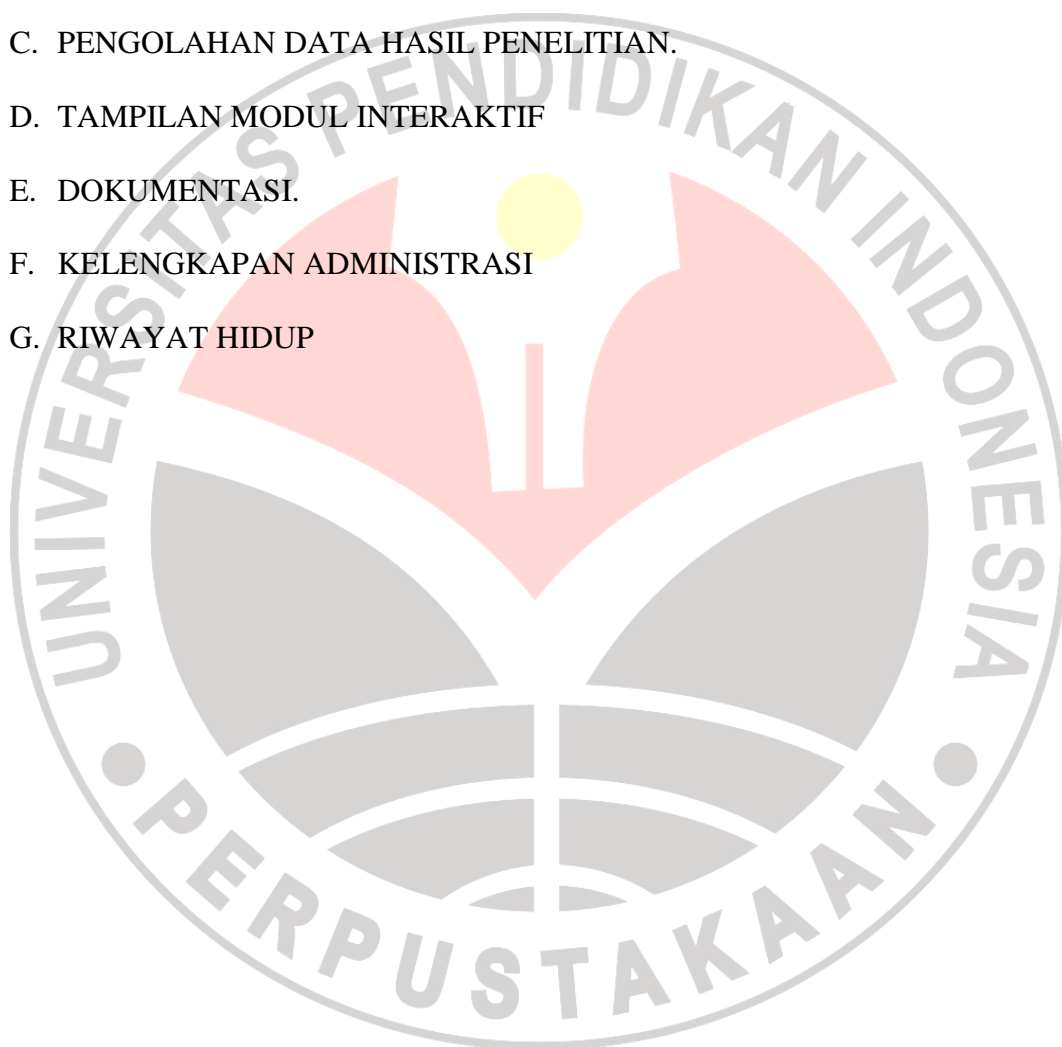 C. PENGOLAHAN DATA HASIL PENELITIAN.
D. TAMPILAN MODUL INTERAKTIF
E. DOKUMENTASI.
F. KELENGKAPAN ADMINISTRASI
G. RIWAYAT HIDUP
UNIVERSITAS PENDIDIKAN INDONESIA
PERPUSTAKAAN